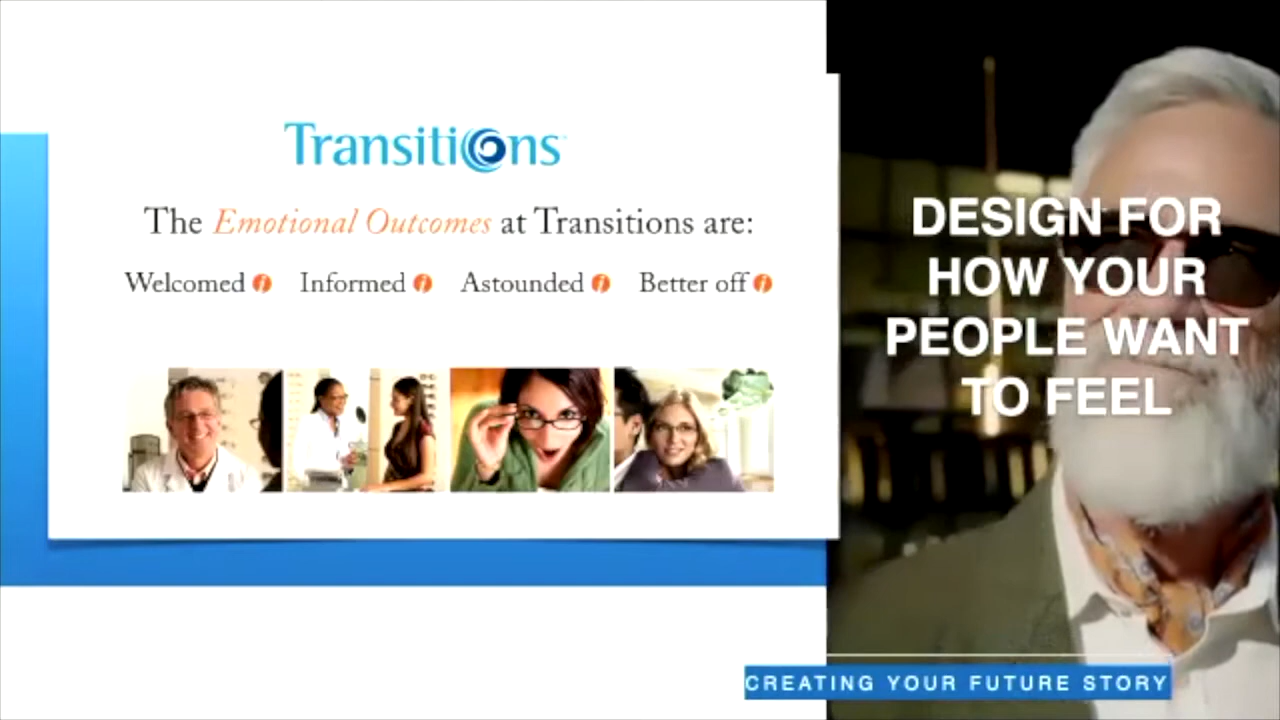 Transitions
The Emotional Outcomes at Transitions are:
Welcomed i Informed i Astounded i Better off i
DESIGN FOR
HOW YOUR
PEOPLE WANT
TO FEEL
CREATING YOUR FUTURE STORY